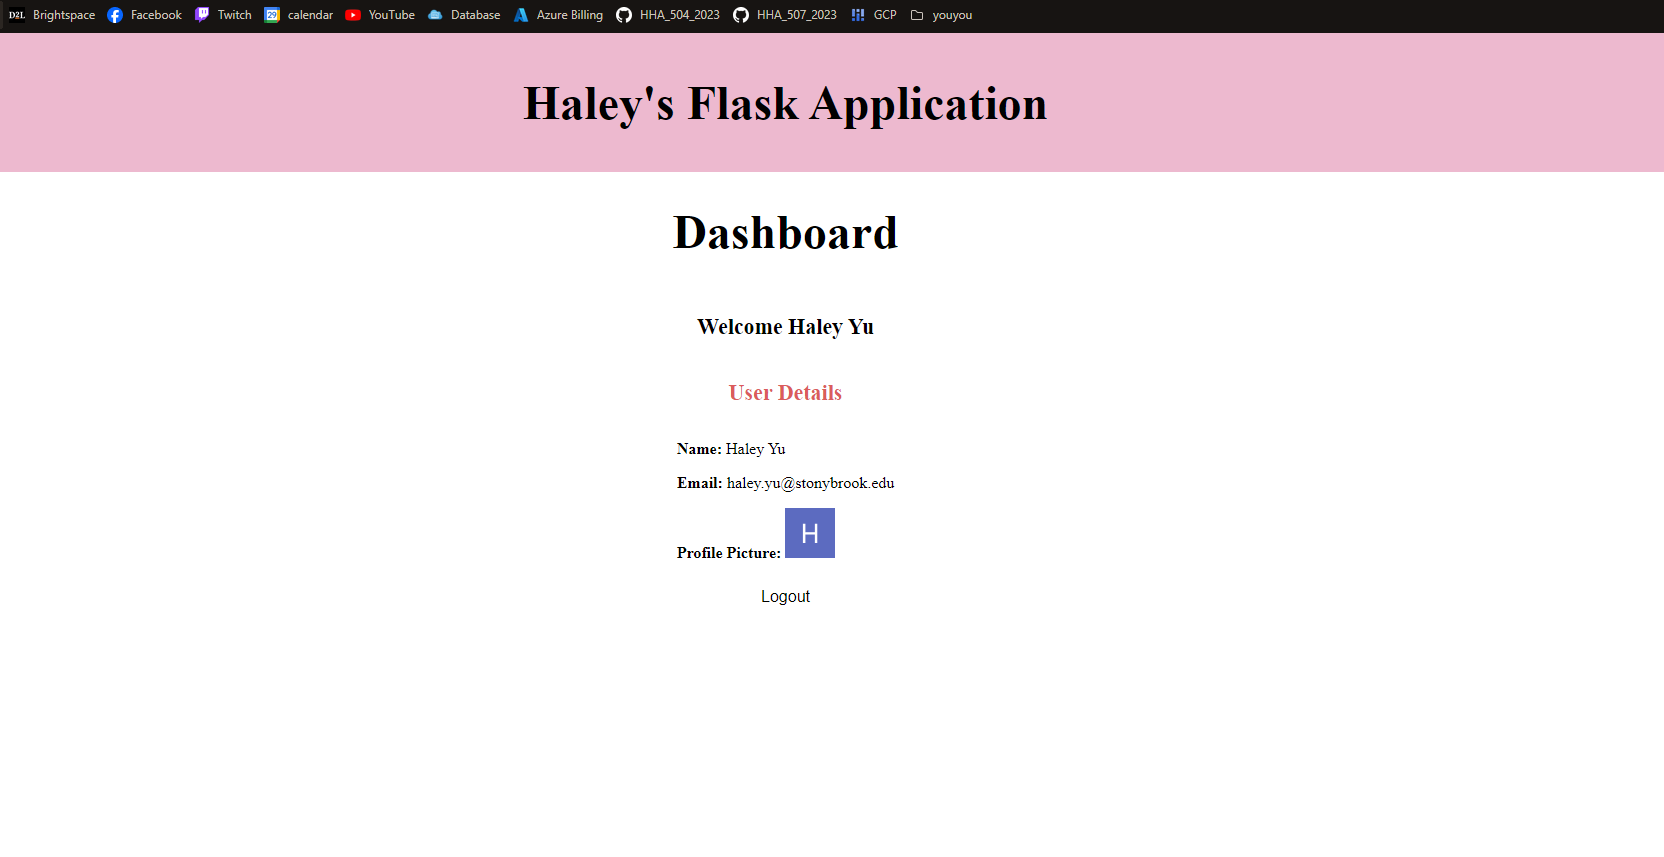 D2L Brightspace Facebook Twitch 29 calendar YouTube Database Azure Billing HHA_504_2023 HHA_507_2023 GCP youyou
Haley's Flask Application
Dashboard
Welcome Haley Yu
User Details
Name: Haley Yu
Email: haley.yu@stonybrook.edu
H
Profile Picture:
Logout